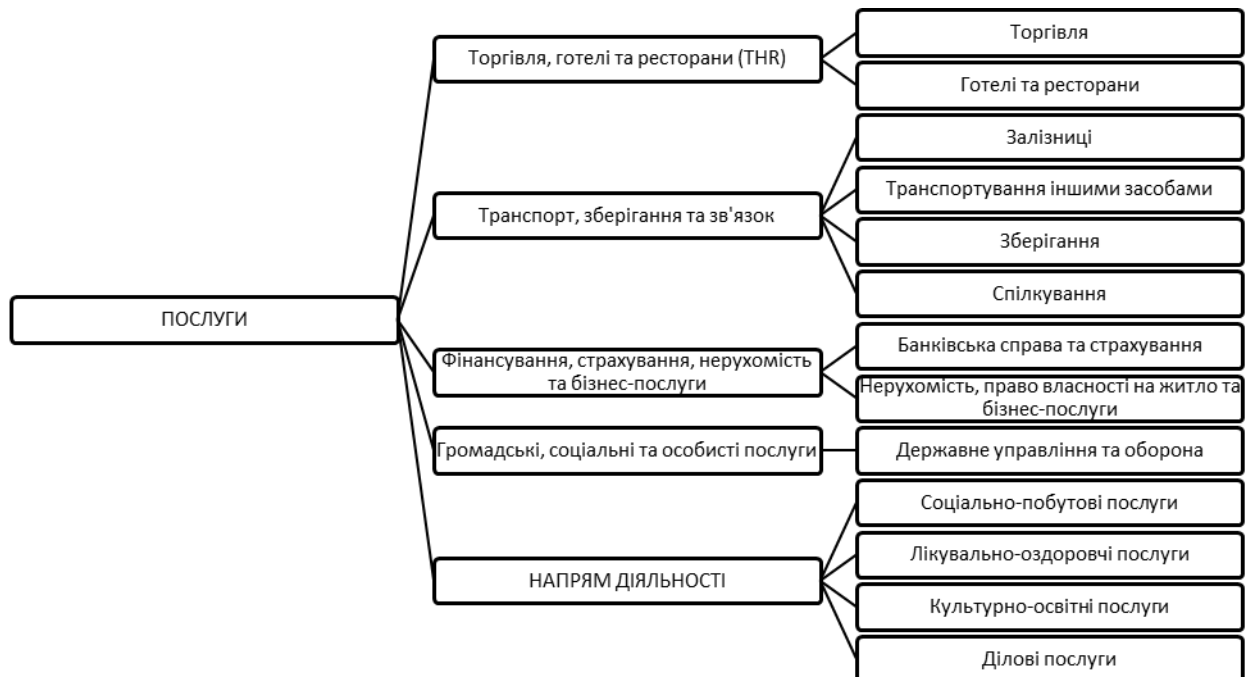 ПОСЛУГИ
Торгівля, готелі та ресторани (THR)
Торгівля
Готелі та ресторани
Транспорт, зберігання та зв'язок
Залізниці
Транспортування іншими засобами
Зберігання
Спілкування
Фінансування, страхування, нерухомість
та бізнес-послуги
Банківська справа та страхування
Нерухомість, право власності на житло та
бізнес-послуги
Громадські, соціальні та особисті послуги
Державне управління та оборона
НАПРЯМ ДІЯЛЬНОСТІ
Соціально-побутові послуги
Лікувально-оздоровчі послуги
Культурно-освітні послуги
Ділові послуги